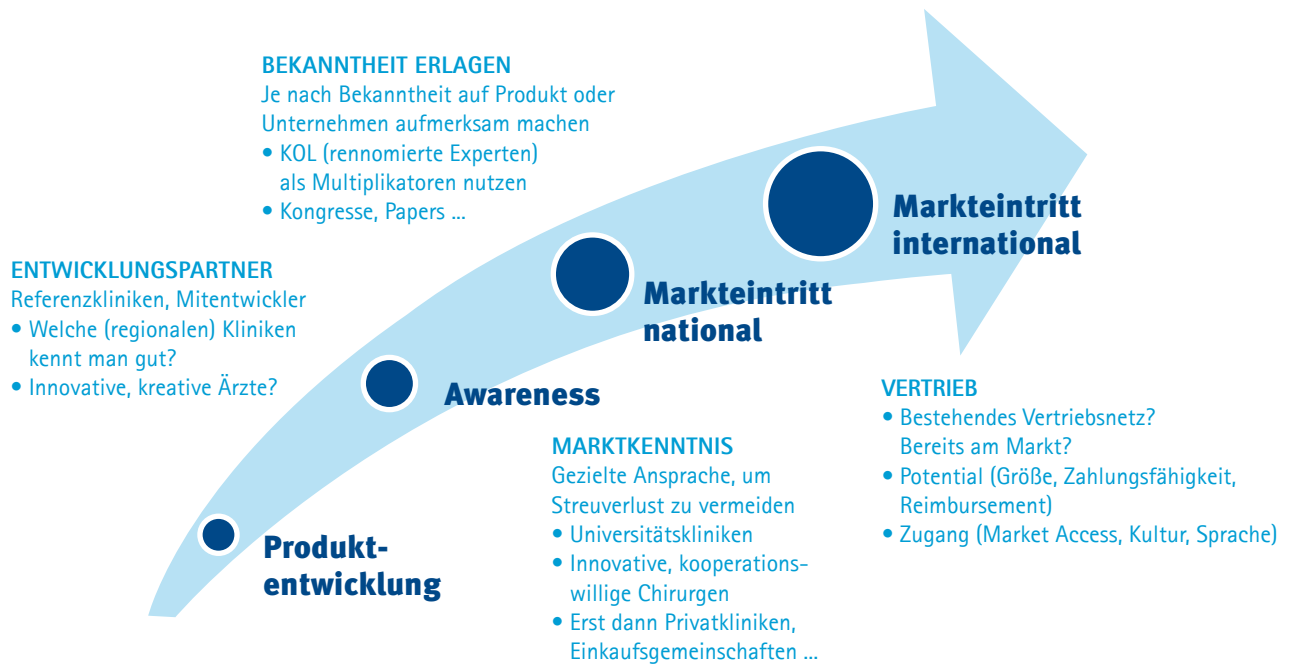 BEKANNTHEIT ERLAGEN
Je nach Bekanntheit auf Produkt oder
Unternehmen aufmerksam machen
• KOL (rennomierte Experten)
als Multiplikatoren nutzen
• Kongresse, Papers ...
ENTWICKLUNGSPARTNER
Referenzkliniken, Mitentwickler
• Welche (regionalen) Kliniken
kennt man gut?
• Innovative, kreative Ärzte?
Markteintritt
international
Markteintritt
national
Awareness
Produkt-
entwicklung
MARKTKENNTNIS
Gezielte Ansprache, um
Streuverlust zu vermeiden
• Universitätskliniken
• Innovative, kooperations-
willige Chirurgen
• Erst dann Privatkliniken,
Einkaufsgemeinschaften ...
VERTRIEB
• Bestehendes Vertriebsnetz?
Bereits am Markt?
• Potential (Größe, Zahlungsfähigkeit,
Reimbursement)
• Zugang (Market Access, Kultur, Sprache)